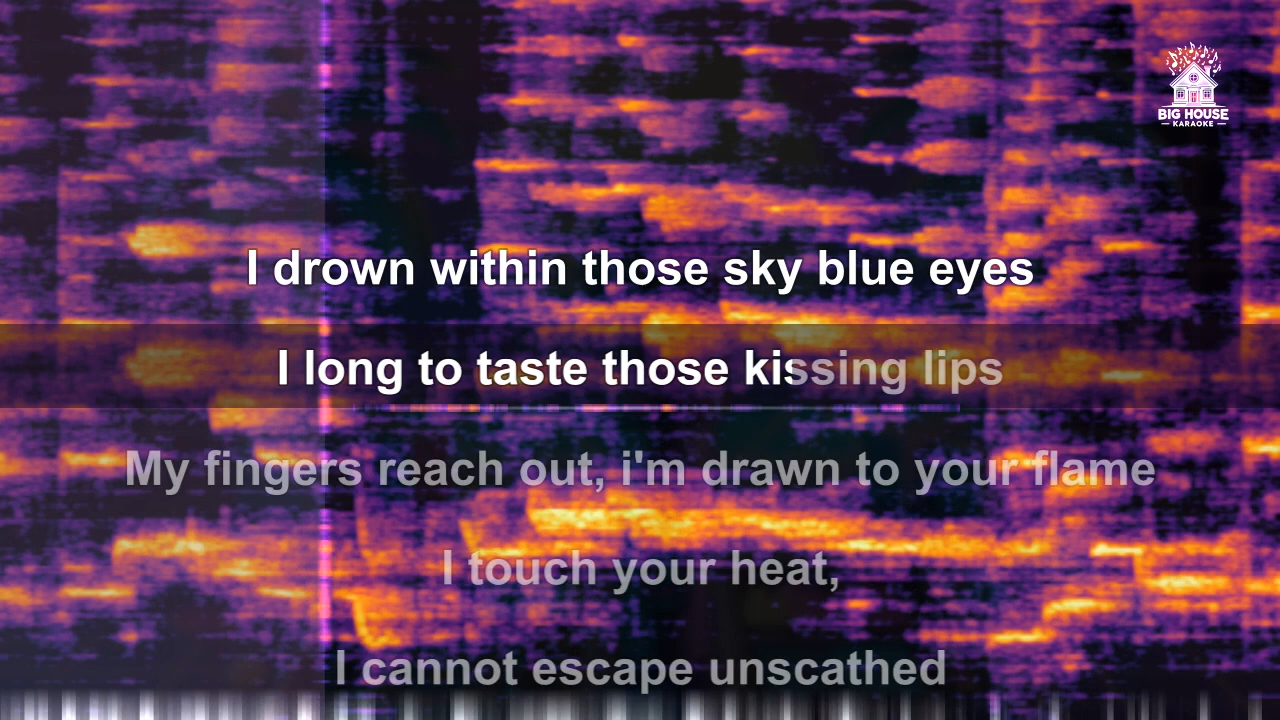 BIG HOUSE
KARAOKE
I drown within those sky blue eyes
I long to taste those kissing lips
My fingers reach out, i'm drawn to your flame
I touch your heat,
I cannot escape unscathed